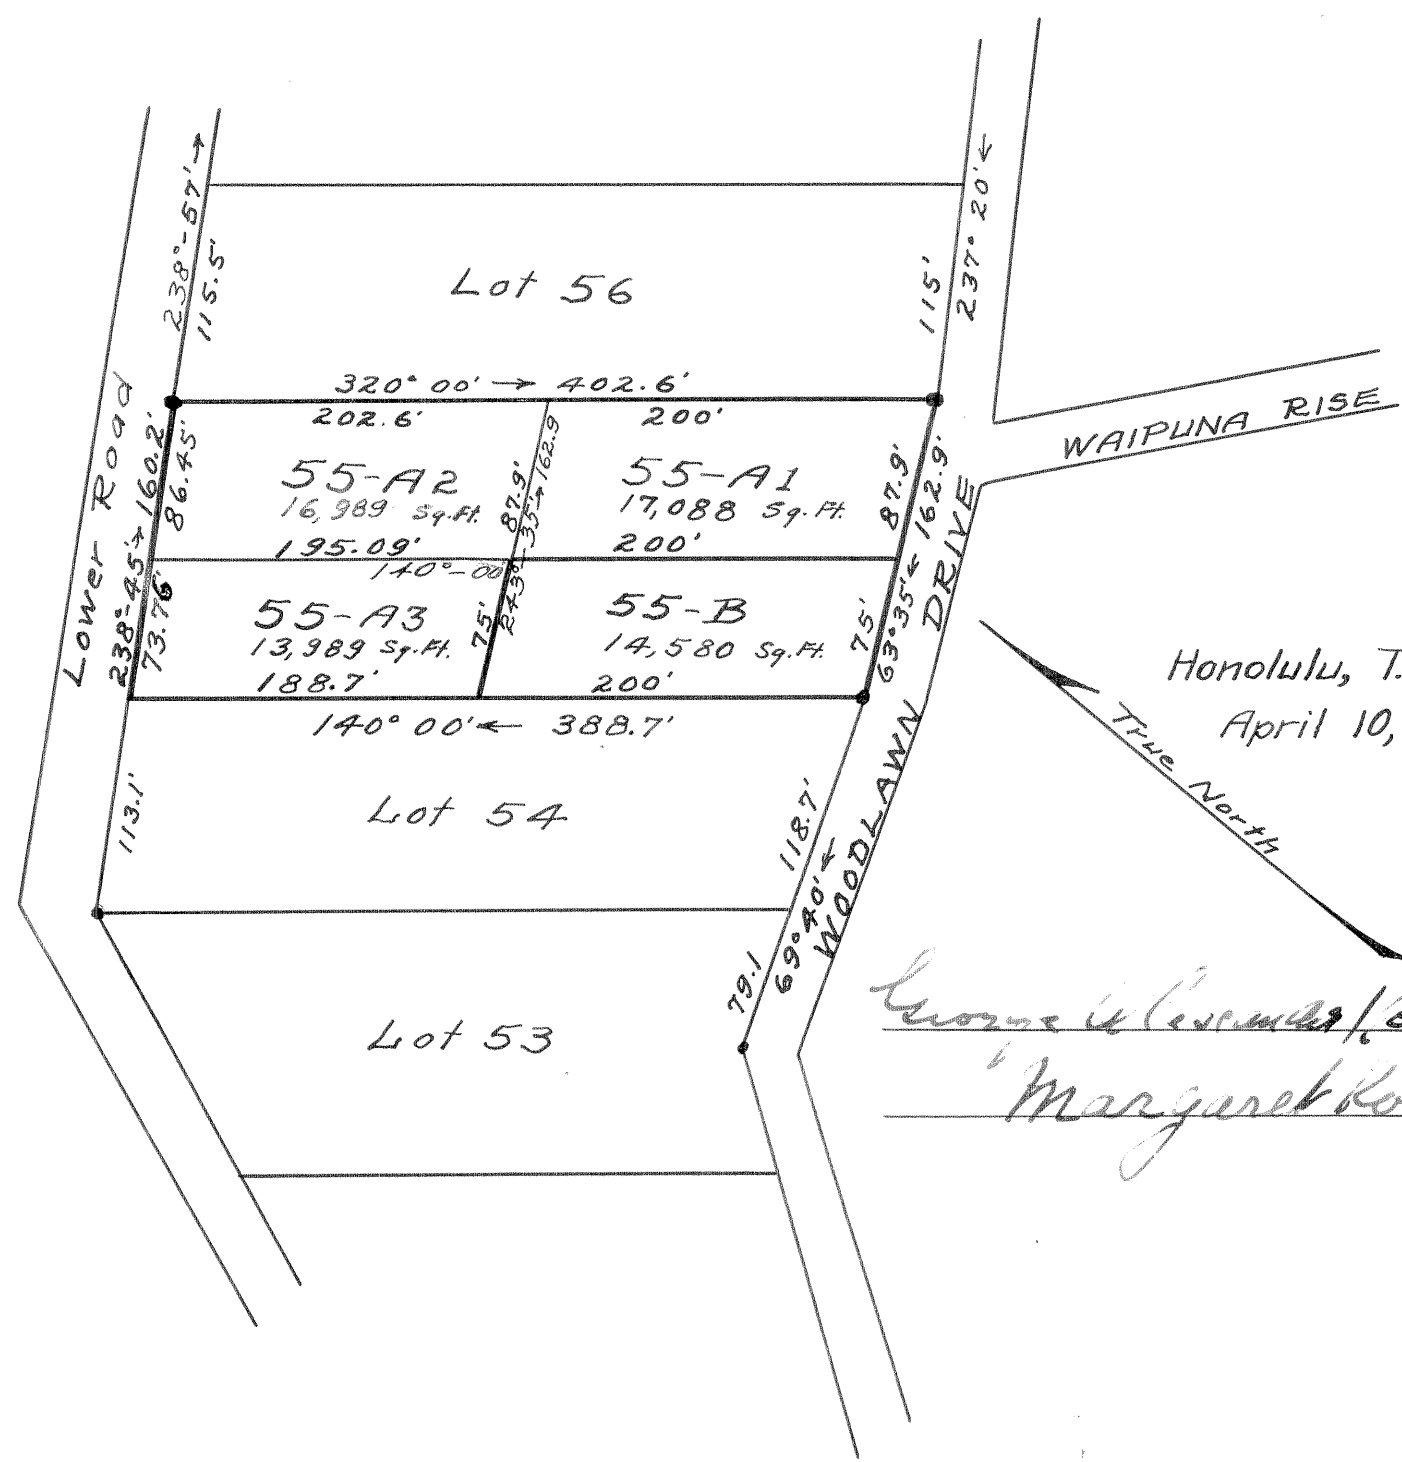 238°-57' →
115.5'
Lot 56
115'
237° 20' ←
Lower Road
238°-45' → 160.2'
86.45'
73.76'
320° 00' → 402.6'
202.6'
200'
55-A2
16,989 Sq.Ft.
195.09'
87.9'
243°-35' → 162.9
55-A1
17,088 Sq.Ft.
200'
87.9'
63°35' ← 162.9'
WAIPUNA RISE
140°-00'
55-A3
13,989 Sq.Ft.
188.7'
75'
55-B
14,580 Sq.Ft.
200'
75'
140° 00' ← 388.7'
WOODLAWN DRIVE
Honolulu, T.
April 10,
True North
113.1'
Lot 54
118.7'
69°40' ←
79.1
Lot 53
George
Margaret